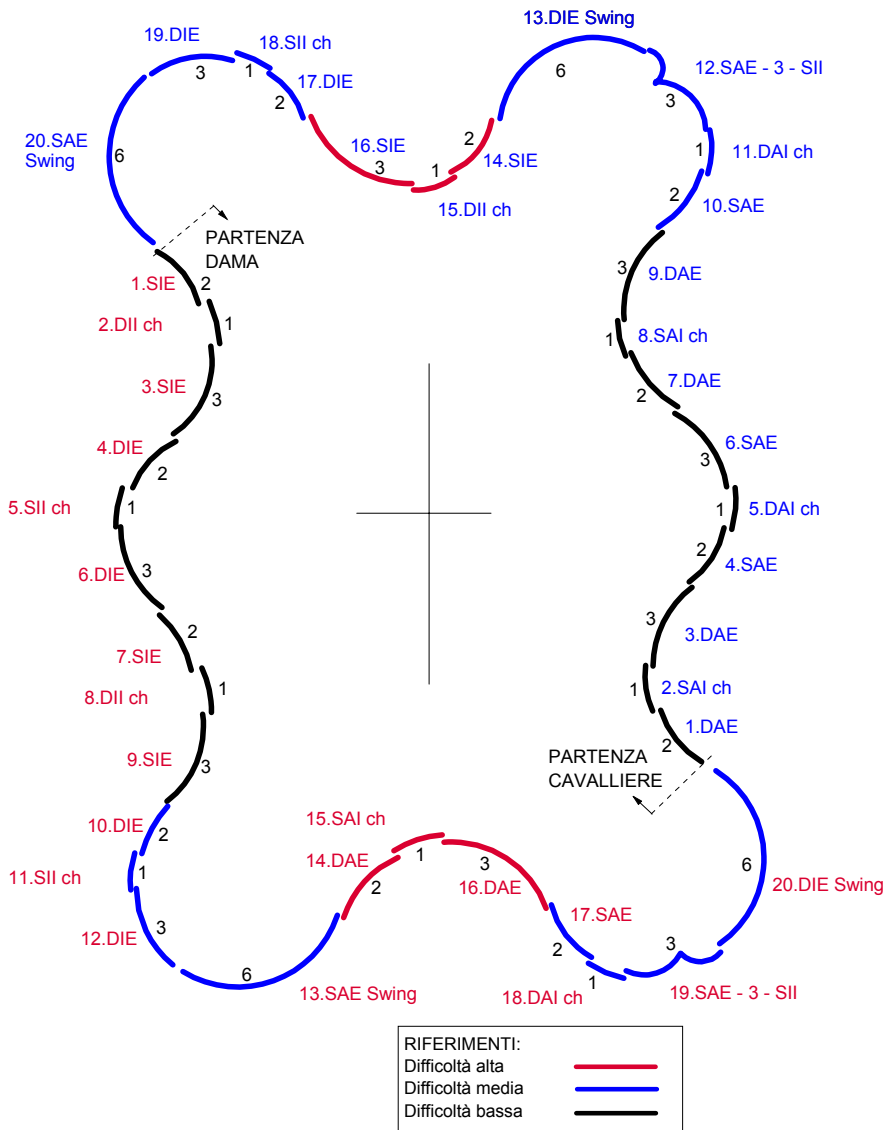 13.DIE Swing
19.DIE
18.SII ch
12.SAE - 3 - SII
3
1
17.DIE
6
3
2
20.SAE
Swing
6
16.SIE
2
14.SIE
3
1
15.DII ch
1
11.DAI ch
2
10.SAE
PARTENZA
DAMA
1.SIE
2
3
9.DAE
2.DII ch
1
1
8.SAI ch
3.SIE
3
7.DAE
2
4.DIE
2
6.SAE
3
5.SII ch
1
1
5.DAI ch
6.DIE
3
2
4.SAE
7.SIE
2
3
3.DAE
8.DII ch
1
1
2.SAI ch
9.SIE
3
1.DAE
2
PARTENZA
CAVALLIERE
10.DIE
2
15.SAI ch
11.SII ch
1
14.DAE
1
3
2
16.DAE
6
20.DIE Swing
12.DIE
3
17.SAE
6
2
3
13.SAE Swing
1
18.DAI ch
19.SAE - 3 - SII
RIFERIMENTI:
Difficoltà alta
Difficoltà media
Difficoltà bassa